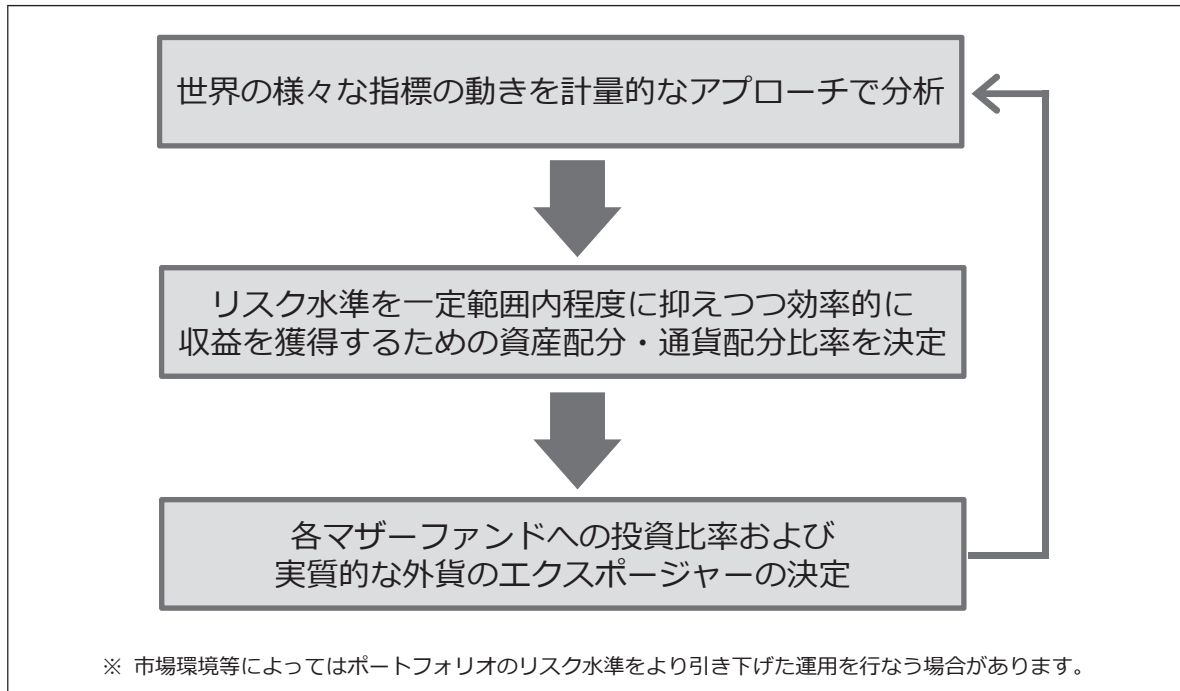 世界の様々な指標の動きを計量的なアプローチで分析
リスク水準を一定範囲内程度に抑えつつ効率的に
収益を獲得するための資産配分・通貨配分比率を決定
各マザーファンドへの投資比率および
実質的な外貨のエクスポージャーの決定
※ 市場環境等によってはポートフォリオのリスク水準をより引き下げた運用を行なう場合があります。